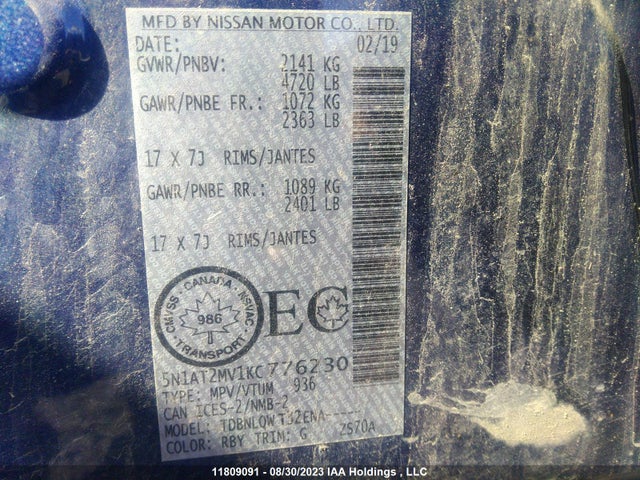 MFD BY NISSAN MOTOR CO., LTD.
DATE: 02/19
GVWR/PNBV: 2141 KG
4720 LB
GAWR/PNBE FR.: 1072 KG
2363 LB
17 X 7J RIMS/JANTES
GAWR/PNBE RR.: 1089 KG
2401 LB
17 X 7J RIMS/JANTES
CANADA
CMVSS NSVAC
986
TRANSPORT
EC
5N1AT2MV1KC776230
TYPE: MPV/VTUM 936
CAN ICES-2/NMB-2
MODEL: TDBNLQWT32ENA-----
COLOR: RBY TRIM: G ZS70A
11809091 - 08/30/2023 IAA Holdings , LLC